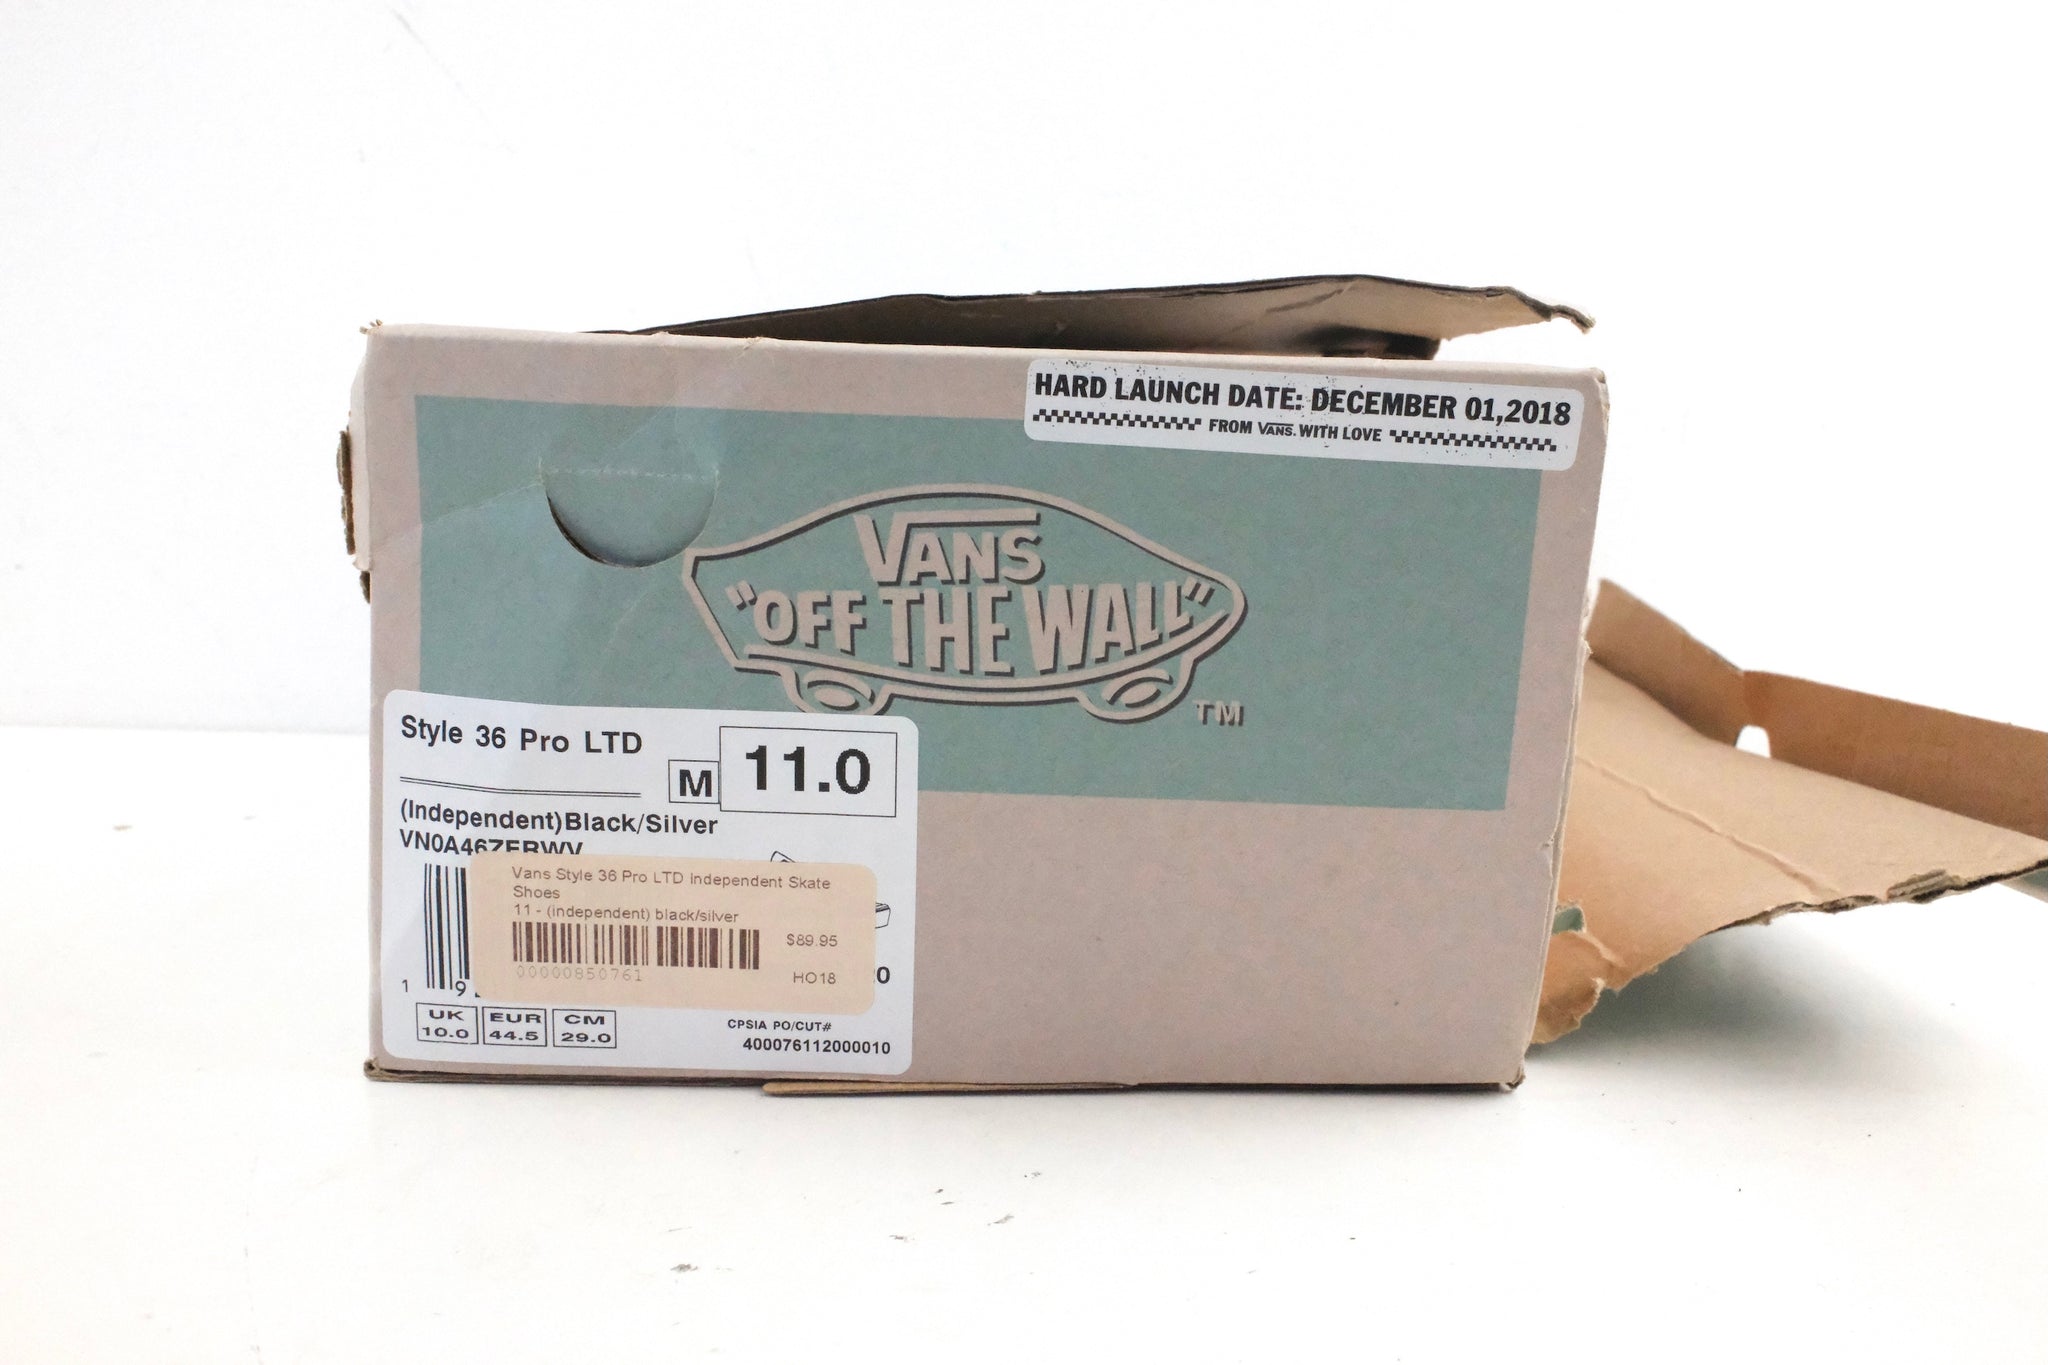 HARD LAUNCH DATE: DECEMBER 01,2018
FROM VANS. WITH LOVE
VANS
"OFF THE WALL"
TM
Style 36 Pro LTD
M 11.0
(Independent)Black/Silver
Vans Style 36 Pro LTD Independent Skate
Shoes
11 - (independent) black/silver
$89.95
00000850761
HO18
1 9
UK EUR CM
10.0 44.5 29.0
CPSIA PO/CUT#
400076112000010